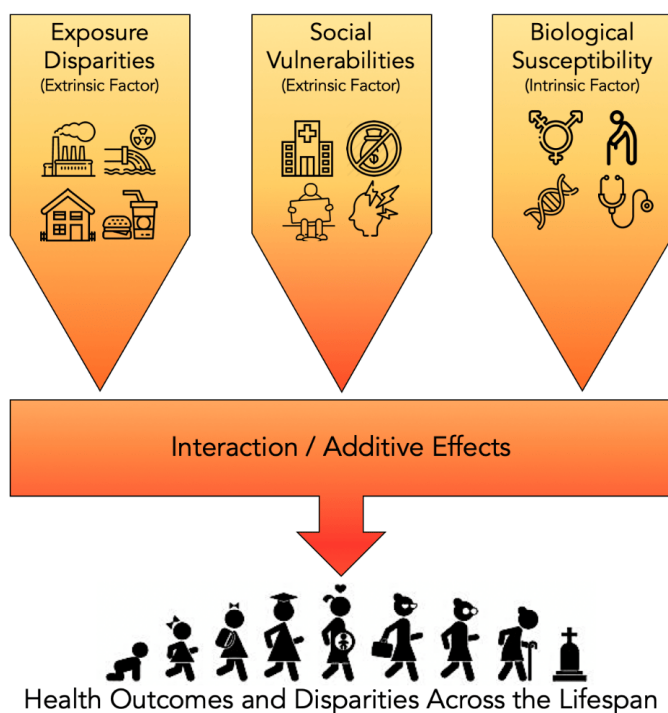 Exposure
Disparities
(Extrinsic Factor)
Social
Vulnerabilities
(Extrinsic Factor)
Biological
Susceptibility
(Intrinsic Factor)
Interaction / Additive Effects
Health Outcomes and Disparities Across the Lifespan